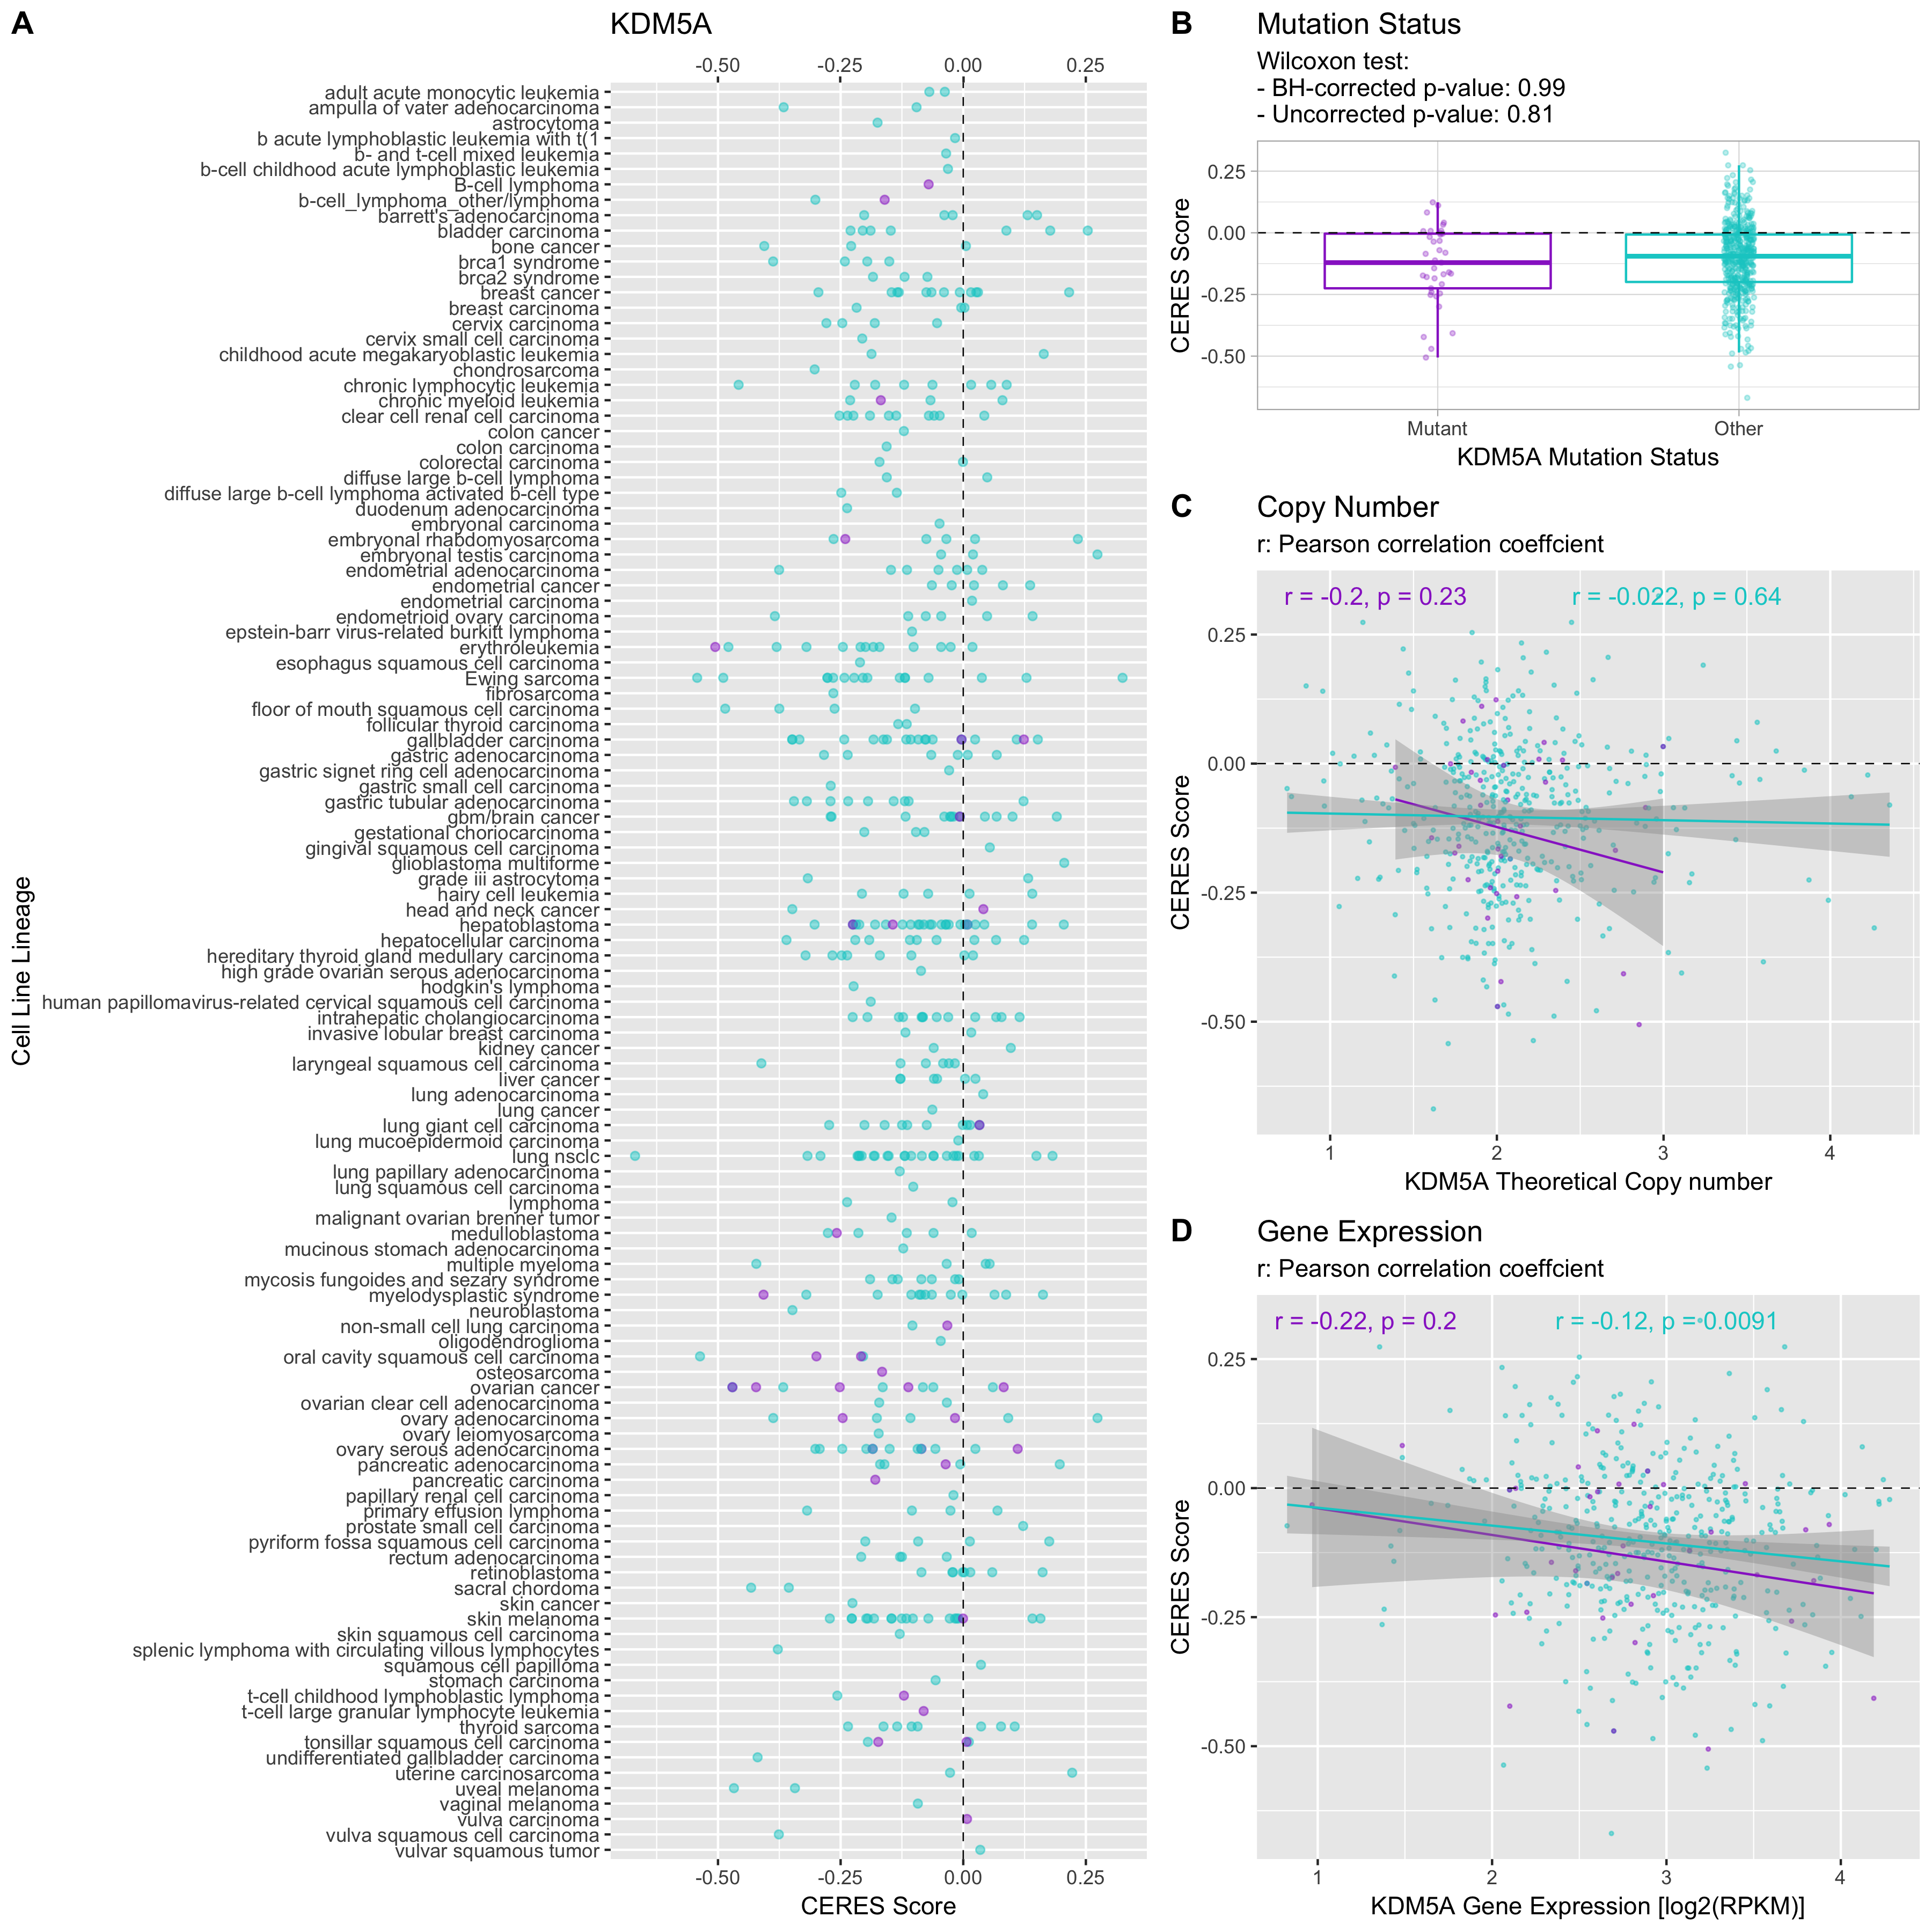 A
KDM5A
-0.50 -0.25 0.00 0.25
adult acute monocytic leukemia
ampulla of vater adenocarcinoma
astrocytoma
b acute lymphoblastic leukemia with t(1
b- and t-cell mixed leukemia
b-cell childhood acute lymphoblastic leukemia
B-cell lymphoma
b-cell_lymphoma_other/lymphoma
barrett's adenocarcinoma
bladder carcinoma
bone cancer
brca1 syndrome
brca2 syndrome
breast cancer
breast carcinoma
cervix carcinoma
cervix small cell carcinoma
childhood acute megakaryoblastic leukemia
chondrosarcoma
chronic lymphocytic leukemia
chronic myeloid leukemia
clear cell renal cell carcinoma
colon cancer
colon carcinoma
colorectal carcinoma
diffuse large b-cell lymphoma
diffuse large b-cell lymphoma activated b-cell type
duodenum adenocarcinoma
embryonal carcinoma
embryonal rhabdomyosarcoma
embryonal testis carcinoma
endometrial adenocarcinoma
endometrial cancer
endometrial carcinoma
endometrioid ovary carcinoma
epstein-barr virus-related burkitt lymphoma
erythroleukemia
esophagus squamous cell carcinoma
Ewing sarcoma
fibrosarcoma
floor of mouth squamous cell carcinoma
follicular thyroid carcinoma
gallbladder carcinoma
gastric adenocarcinoma
gastric signet ring cell adenocarcinoma
gastric small cell carcinoma
gastric tubular adenocarcinoma
gbm/brain cancer
gestational choriocarcinoma
gingival squamous cell carcinoma
glioblastoma multiforme
grade iii astrocytoma
hairy cell leukemia
head and neck cancer
hepatoblastoma
hepatocellular carcinoma
hereditary thyroid gland medullary carcinoma
high grade ovarian serous adenocarcinoma
hodgkin's lymphoma
human papillomavirus-related cervical squamous cell carcinoma
intrahepatic cholangiocarcinoma
invasive lobular breast carcinoma
kidney cancer
laryngeal squamous cell carcinoma
liver cancer
lung adenocarcinoma
lung cancer
lung giant cell carcinoma
lung mucoepidermoid carcinoma
lung nsclc
lung papillary adenocarcinoma
lung squamous cell carcinoma
lymphoma
malignant ovarian brenner tumor
medulloblastoma
mucinous stomach adenocarcinoma
multiple myeloma
mycosis fungoides and sezary syndrome
myelodysplastic syndrome
neuroblastoma
non-small cell lung carcinoma
oligodendroglioma
oral cavity squamous cell carcinoma
osteosarcoma
ovarian cancer
ovarian clear cell adenocarcinoma
ovary adenocarcinoma
ovary leiomyosarcoma
ovary serous adenocarcinoma
pancreatic adenocarcinoma
pancreatic carcinoma
papillary renal cell carcinoma
primary effusion lymphoma
prostate small cell carcinoma
pyriform fossa squamous cell carcinoma
rectum adenocarcinoma
retinoblastoma
sacral chordoma
skin cancer
skin melanoma
skin squamous cell carcinoma
splenic lymphoma with circulating villous lymphocytes
squamous cell papilloma
stomach carcinoma
t-cell childhood lymphoblastic lymphoma
t-cell large granular lymphocyte leukemia
thyroid sarcoma
tonsillar squamous cell carcinoma
undifferentiated gallbladder carcinoma
uterine carcinosarcoma
uveal melanoma
vaginal melanoma
vulva carcinoma
vulva squamous cell carcinoma
vulvar squamous tumor
-0.50 -0.25 0.00 0.25
CERES Score
Cell Line Lineage
B
Mutation Status
Wilcoxon test:
- BH-corrected p-value: 0.99
- Uncorrected p-value: 0.81
0.25
0.00
-0.25
-0.50
CERES Score
Mutant Other
KDM5A Mutation Status
C
Copy Number
r: Pearson correlation coeffcient
r = -0.2, p = 0.23 r = -0.022, p = 0.64
0.25
0.00
-0.25
-0.50
CERES Score
1 2 3 4
KDM5A Theoretical Copy number
D
Gene Expression
r: Pearson correlation coeffcient
r = -0.22, p = 0.2 r = -0.12, p = 0.0091
0.25
0.00
-0.25
-0.50
CERES Score
1 2 3 4
KDM5A Gene Expression [log2(RPKM)]